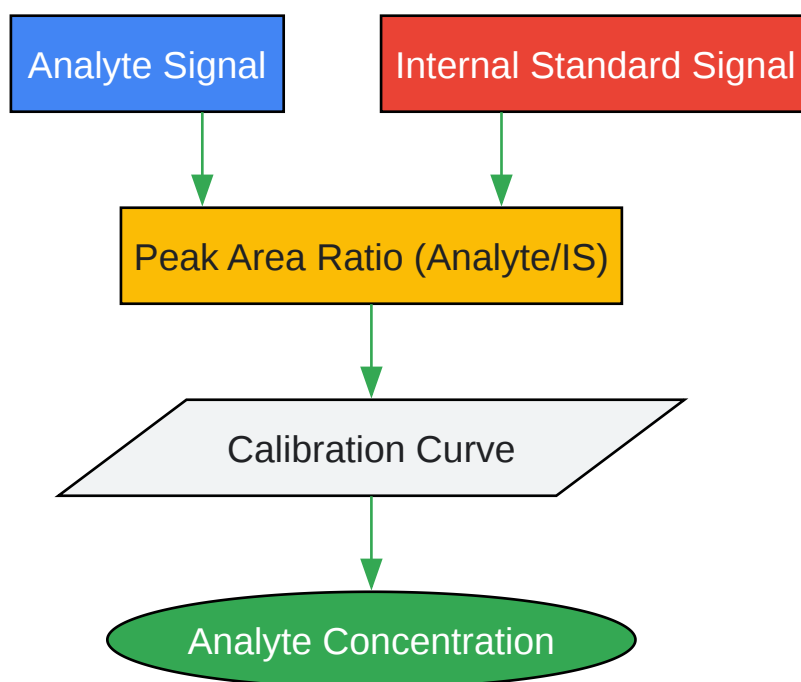 Analyte Signal
Internal Standard Signal
Peak Area Ratio (Analyte/IS)
Calibration Curve
Analyte Concentration